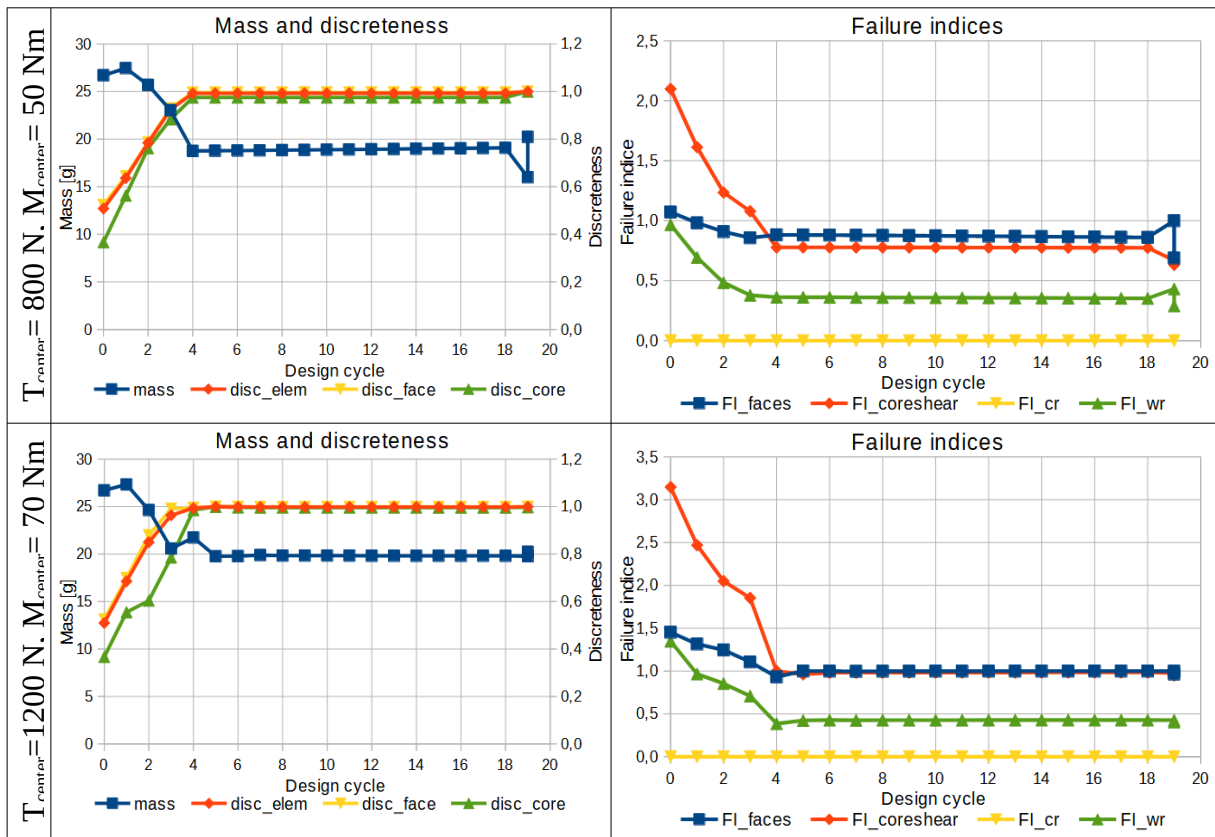 T_center= 800 N. M_center= 50 Nm
Mass and discreteness
30
25
20
15
10
5
0
Mass [g]
1,2
1,0
0,8
0,6
0,4
0,2
0,0
Discreteness
0 2 4 6 8 10 12 14 16 18 20
Design cycle
mass disc_elem disc_face disc_core
Failure indices
2,5
2,0
1,5
1,0
0,5
0,0
Failure indice
0 2 4 6 8 10 12 14 16 18 20
Design cycle
FI_faces FI_coreshear FI_cr FI_wr
T_center=1200 N. M_center= 70 Nm
Mass and discreteness
30
25
20
15
10
5
0
Mass [g]
1,2
1,0
0,8
0,6
0,4
0,2
0,0
Discreteness
0 2 4 6 8 10 12 14 16 18 20
Design cycle
mass disc_elem disc_face disc_core
Failure indices
3,5
3,0
2,5
2,0
1,5
1,0
0,5
0,0
Failure indice
0 2 4 6 8 10 12 14 16 18 20
Design cycle
FI_faces FI_coreshear FI_cr FI_wr